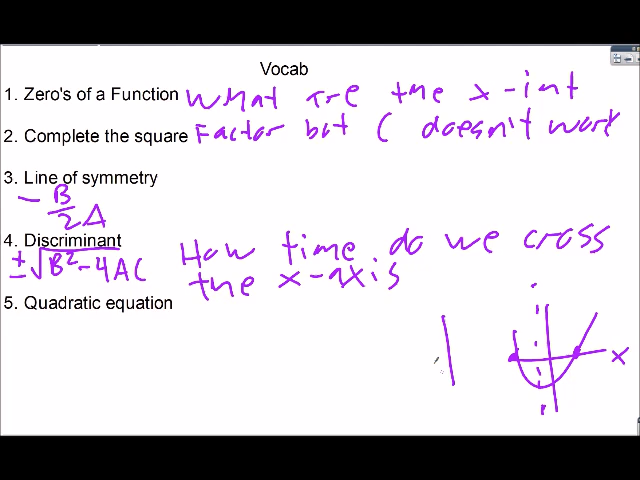 Vocab
1. Zero's of a Function What are the x-int
2. Complete the square Factor but C doesn't work
3. Line of symmetry
- B/2A
4. Discriminant How time do we cross
±√B²-4AC the x-axis
5. Quadratic equation
x